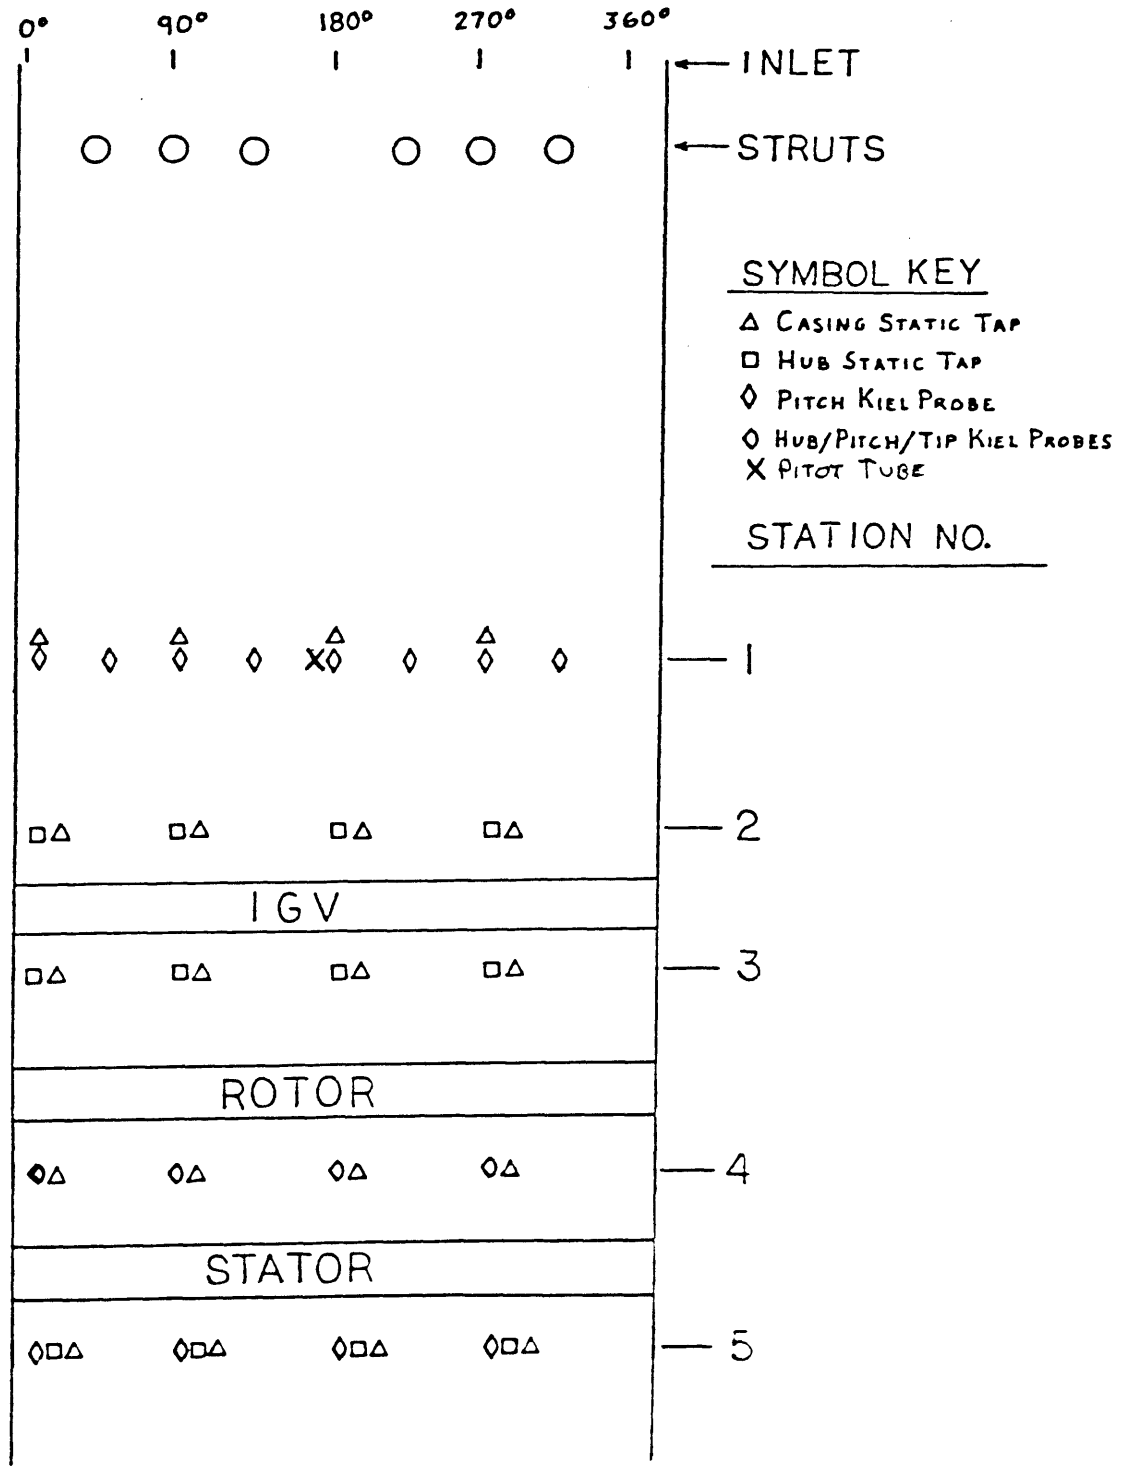 0° 90° 180° 270° 360°
INLET
STRUTS
SYMBOL KEY
△ CASING STATIC TAP
□ HUB STATIC TAP
◊ PITCH KIEL PROBE
◇ HUB/PITCH/TIP KIEL PROBES
X PITOT TUBE
STATION NO.
X
1
2
IGV
3
ROTOR
4
STATOR
5